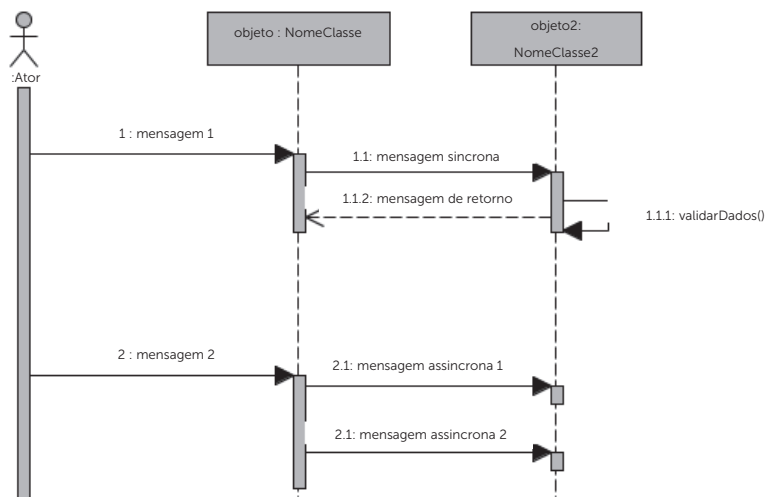 objeto : NomeClasse
objeto2:
NomeClasse2
:Ator
1 : mensagem 1
1.1: mensagem sincrona
1.1.2: mensagem de retorno
1.1.1: validarDados()
2 : mensagem 2
2.1: mensagem assincrona 1
2.1: mensagem assincrona 2